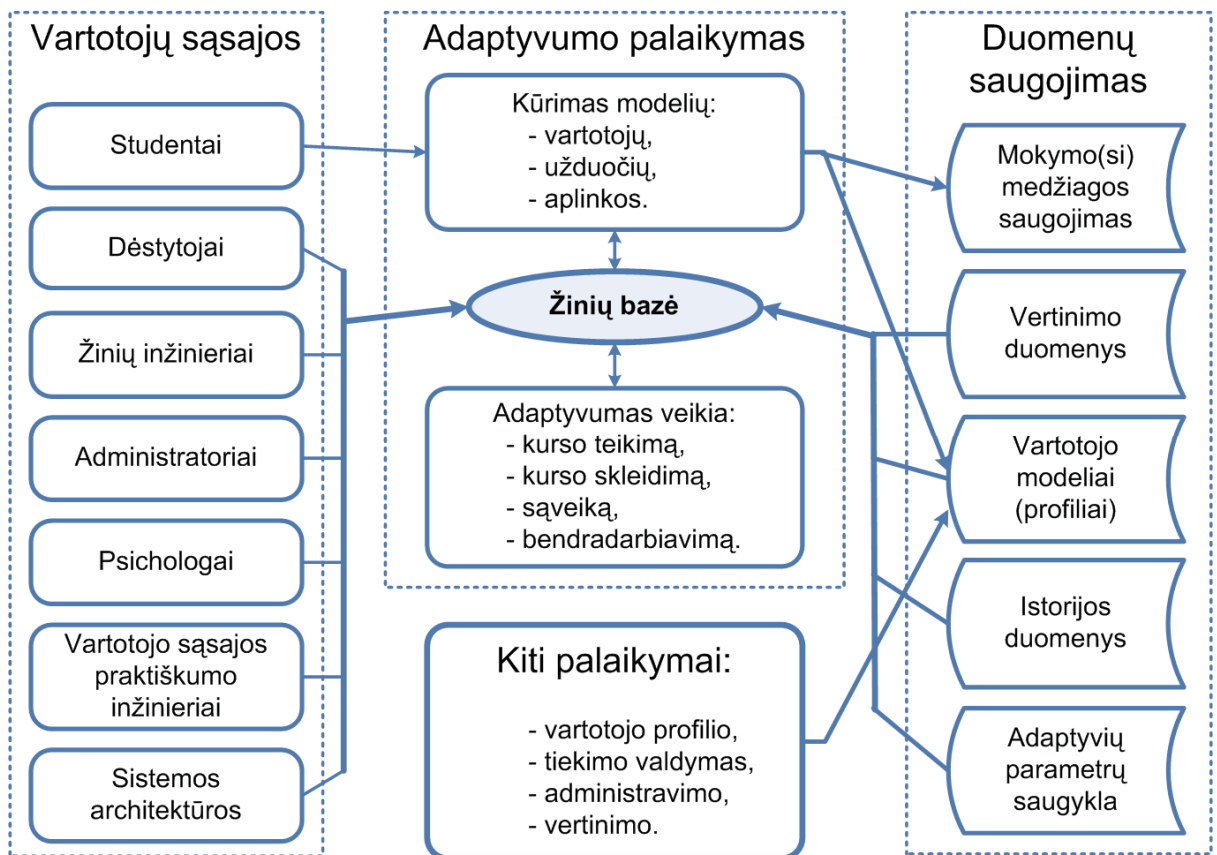 Vartotojų sąsajos
Studentai
Dėstytojai
Žinių inžinieriai
Administratoriai
Psichologai
Vartotojo sąsajos
praktiškumo
inžinieriai
Sistemos
architektūros
Adaptyvumo palaikymas
Kūrimas modelių:
- vartotojų,
- užduočių,
- aplinkos.
Žinių bazė
Adaptyvumas veikia:
- kurso teikimą,
- kurso skleidimą,
- sąveiką,
- bendradarbiavimą.
Kiti palaikymai:
- vartotojo profilio,
- tiekimo valdymas,
- administravimo,
- vertinimo.
Duomenų
saugojimas
Mokymo(si)
medžiagos
saugojimas
Vertinimo
duomenys
Vartotojo
modeliai
(profiliai)
Istorijos
duomenys
Adaptyvių
parametrų
saugykla